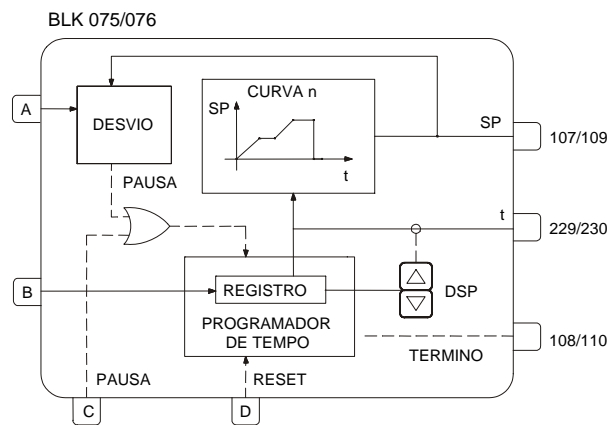 BLK 075/076
CURVA n
A
SP
SP
DESVIO
107/109
t
PAUSA
t
229/230
B
REGISTRO
DSP
PROGRAMADOR
DE TEMPO
108/110
TERMINO
PAUSA
RESET
C
D